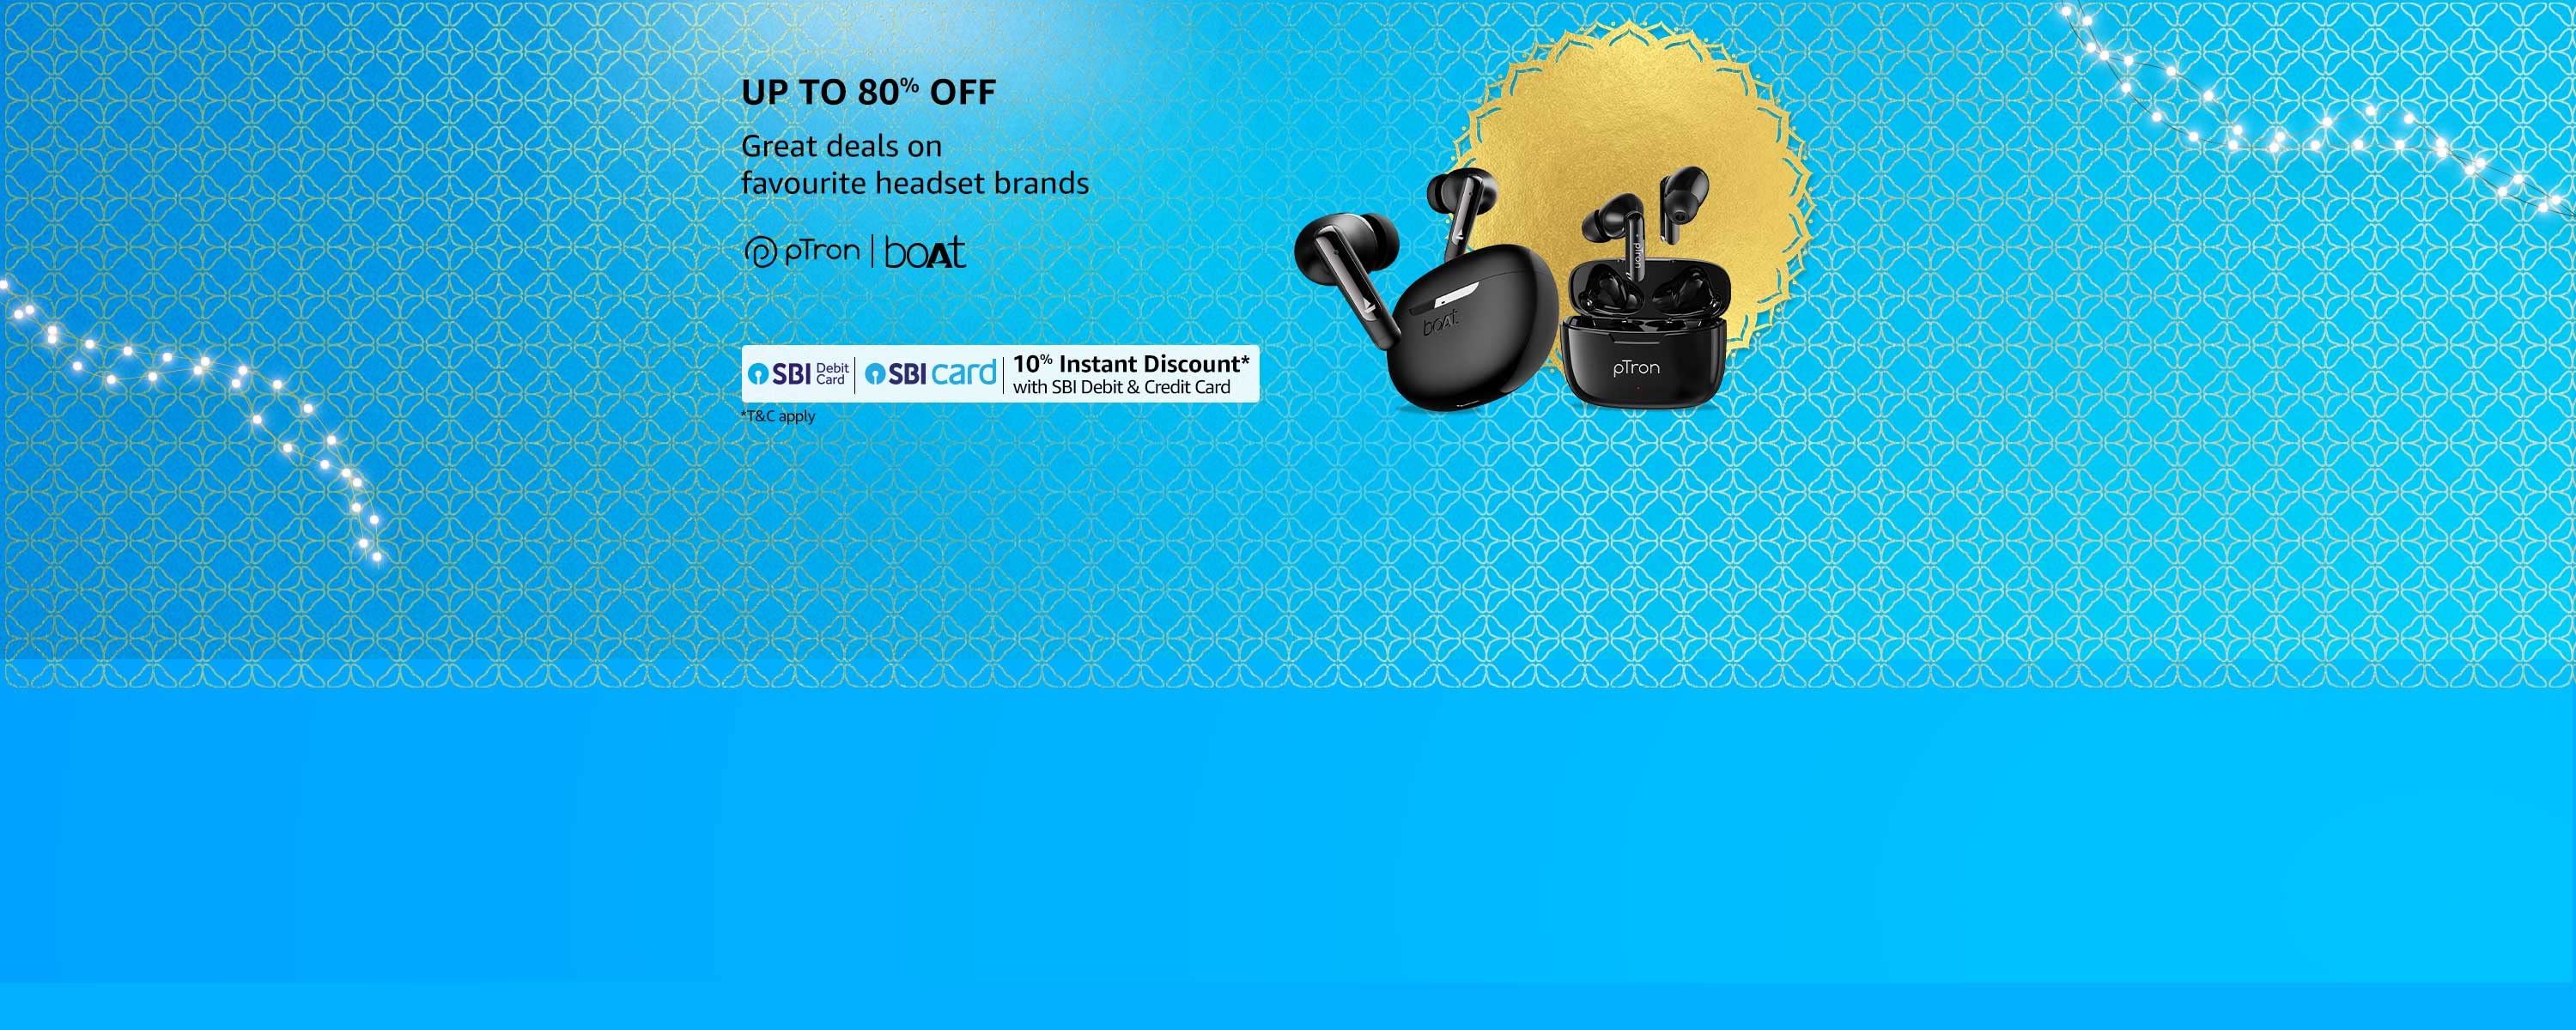 UP TO 80% OFF
Great deals on
favourite headset brands
pTron | boAt
SBI Debit Card | SBI card | 10% Instant Discount*
with SBI Debit & Credit Card
*T&C apply
boAt
pTron
pTron